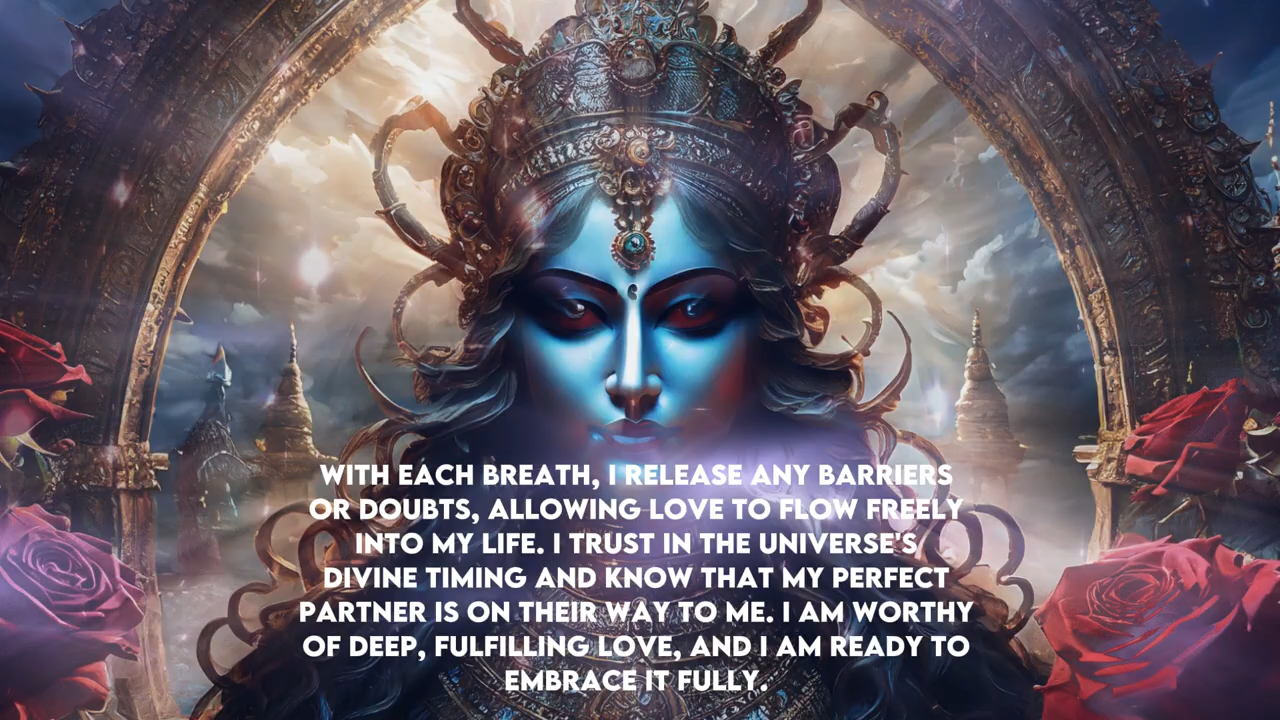 WITH EACH BREATH, I RELEASE ANY BARRIERS
OR DOUBTS, ALLOWING LOVE TO FLOW FREELY
INTO MY LIFE. I TRUST IN THE UNIVERSE'S
DIVINE TIMING AND KNOW THAT MY PERFECT
PARTNER IS ON THEIR WAY TO ME. I AM WORTHY
OF DEEP, FULFILLING LOVE, AND I AM READY TO
EMBRACE IT FULLY.